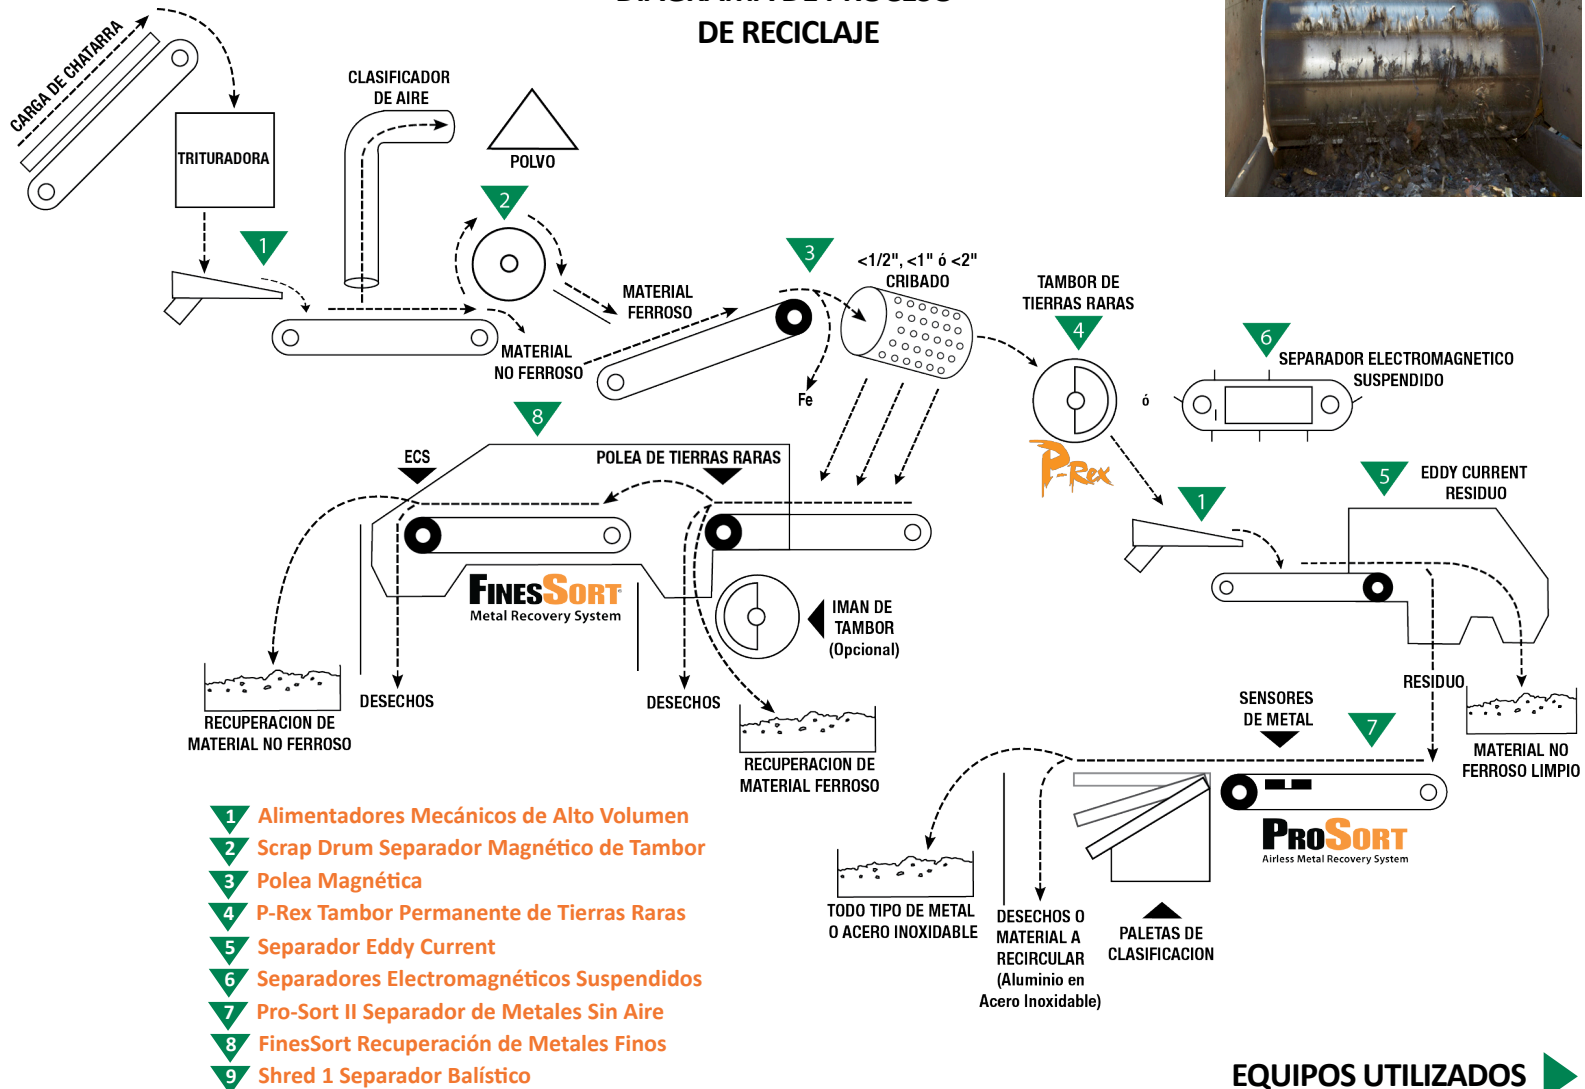 DIAGRAMA DE PROCESO
DE RECICLAJE
CARGA DE CHATARRA
TRITURADORA
CLASIFICADOR
DE AIRE
POLVO
1
2
MATERIAL
FERROSO
MATERIAL
NO FERROSO
3
Fe
<1/2", <1" ó <2"
CRIBADO
TAMBOR DE
TIERRAS RARAS
4
P-REX
ó
6
SEPARADOR ELECTROMAGNETICO
SUSPENDIDO
8
ECS
POLEA DE TIERRAS RARAS
FINESSORT
Metal Recovery System
IMAN DE
TAMBOR
(Opcional)
DESECHOS
DESECHOS
RECUPERACION DE
MATERIAL NO FERROSO
RECUPERACION DE
MATERIAL FERROSO
1
5
EDDY CURRENT
RESIDUO
RESIDUO
MATERIAL NO
FERROSO LIMPIO
SENSORES
DE METAL
7
PROSORT
Airless Metal Recovery System
TODO TIPO DE METAL
O ACERO INOXIDABLE
DESECHOS O
MATERIAL A
RECIRCULAR
(Aluminio en
Acero Inoxidable)
PALETAS DE
CLASIFICACION
1 Alimentadores Mecánicos de Alto Volumen
2 Scrap Drum Separador Magnético de Tambor
3 Polea Magnética
4 P-Rex Tambor Permanente de Tierras Raras
5 Separador Eddy Current
6 Separadores Electromagnéticos Suspendidos
7 Pro-Sort II Separador de Metales Sin Aire
8 FinesSort Recuperación de Metales Finos
9 Shred 1 Separador Balístico
EQUIPOS UTILIZADOS